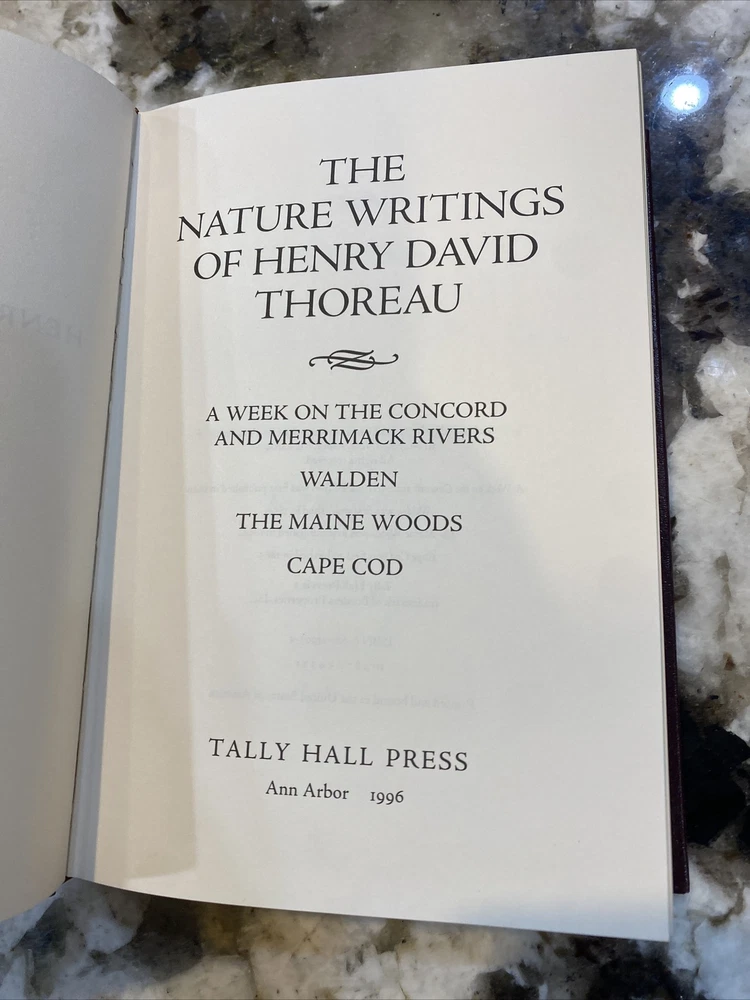 THE
NATURE WRITINGS
OF HENRY DAVID
THOREAU
A WEEK ON THE CONCORD
AND MERRIMACK RIVERS
WALDEN
THE MAINE WOODS
CAPE COD
TALLY HALL PRESS
Ann Arbor 1996